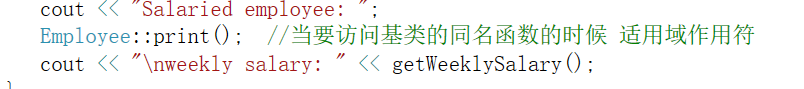 cout << "Salaried employee: ";
Employee::print();  //当要访问基类的同名函数的时候 适用域作用符
cout << "\nweekly salary: " << getWeeklySalary();
}